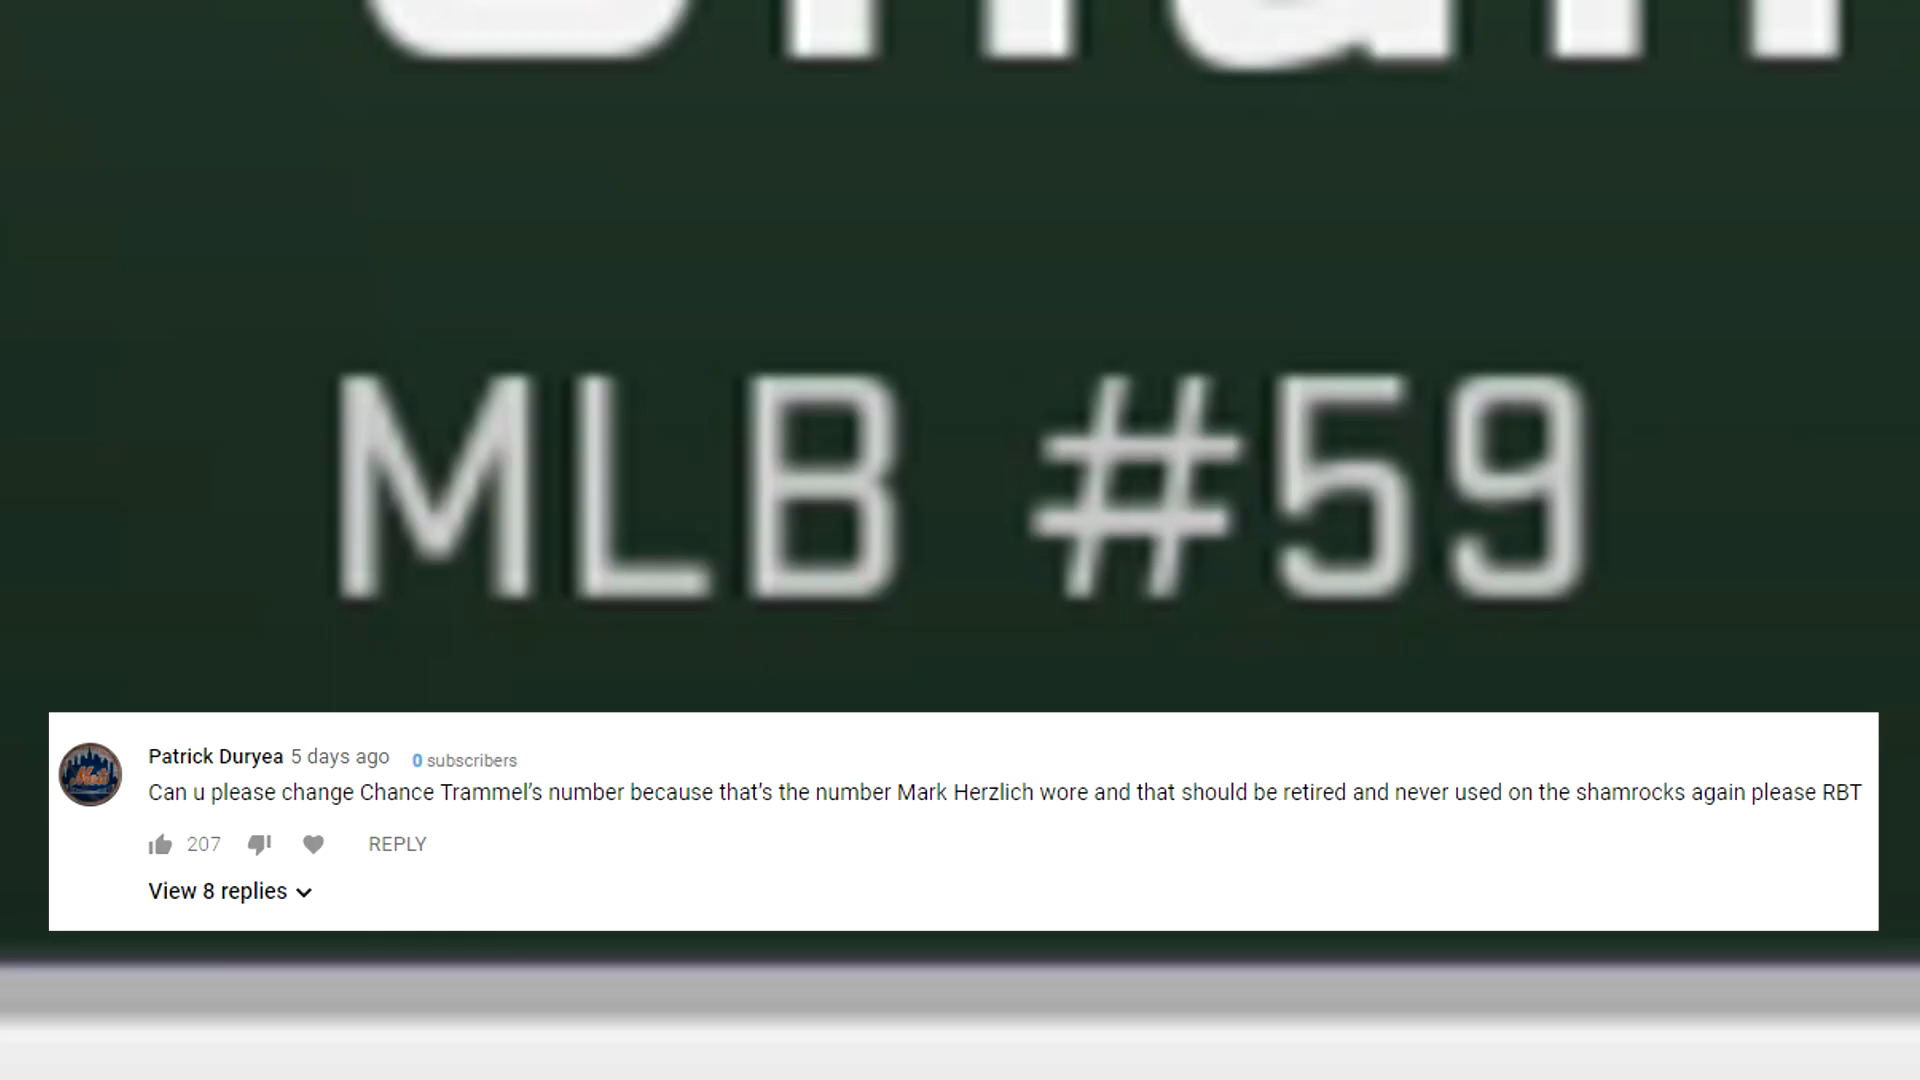 MLB #59
Patrick Duryea 5 days ago 0 subscribers
Can u please change Chance Trammel's number because that's the number Mark Herzlich wore and that should be retired and never used on the shamrocks again please RBT
207 REPLY
View 8 replies